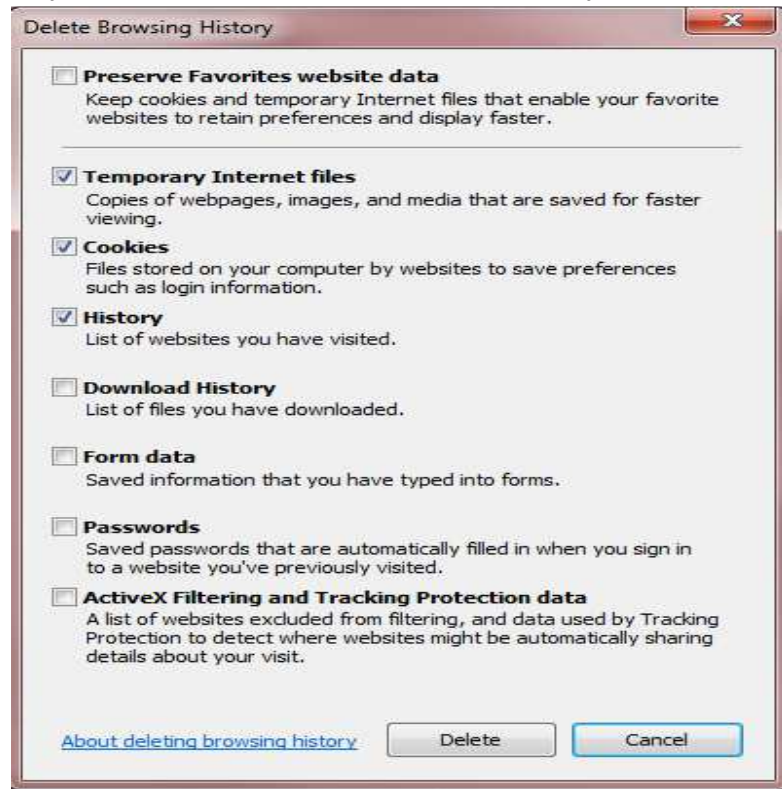 Delete Browsing History
Preserve Favorites website data
Keep cookies and temporary Internet files that enable your favorite
websites to retain preferences and display faster.
Temporary Internet files
Copies of webpages, images, and media that are saved for faster
viewing.
Cookies
Files stored on your computer by websites to save preferences
such as login information.
History
List of websites you have visited.
Download History
List of files you have downloaded.
Form data
Saved information that you have typed into forms.
Passwords
Saved passwords that are automatically filled in when you sign in
to a website you've previously visited.
ActiveX Filtering and Tracking Protection data
A list of websites excluded from filtering, and data used by Tracking
Protection to detect where websites might be automatically sharing
details about your visit.
About deleting browsing history Delete Cancel